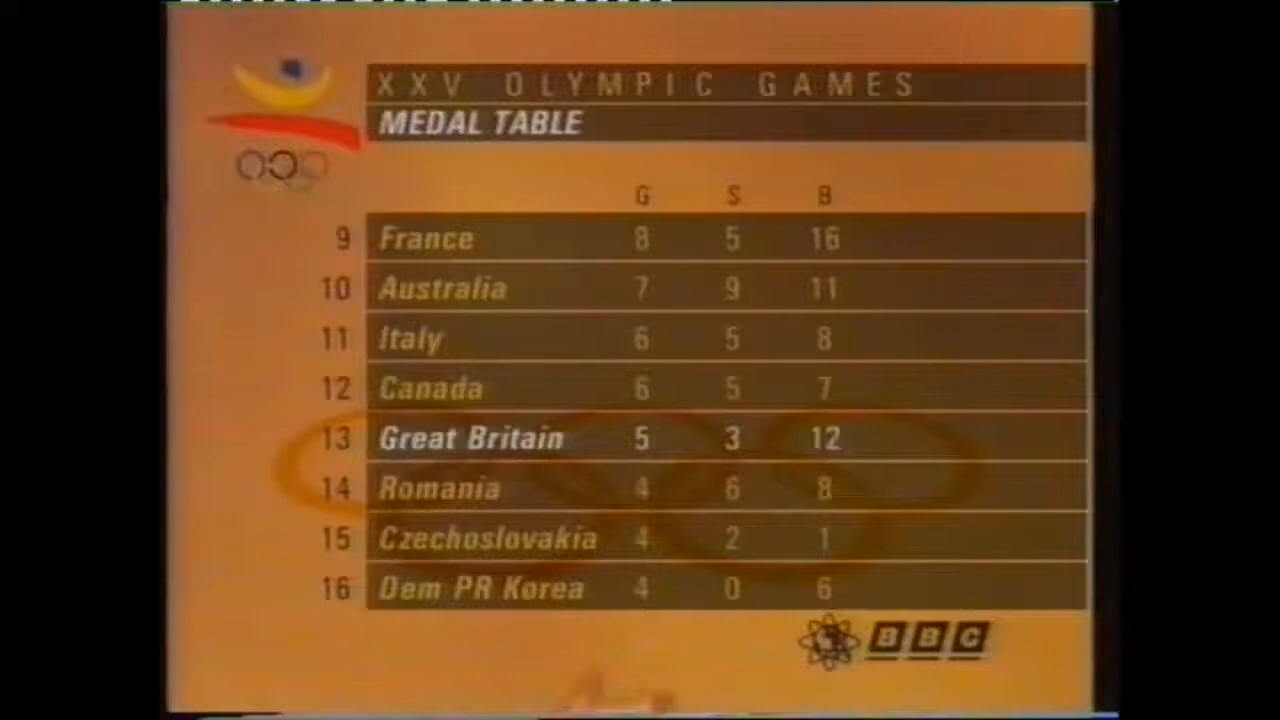 XXV OLYMPIC GAMES
MEDAL TABLE
G S B
9 France 8 5 16
10 Australia 7 9 11
11 Italy 6 5 8
12 Canada 6 5 7
13 Great Britain 5 3 12
14 Romania 4 6 8
15 Czechoslovakia 4 2 1
16 Dem PR Korea 4 0 6
BBC